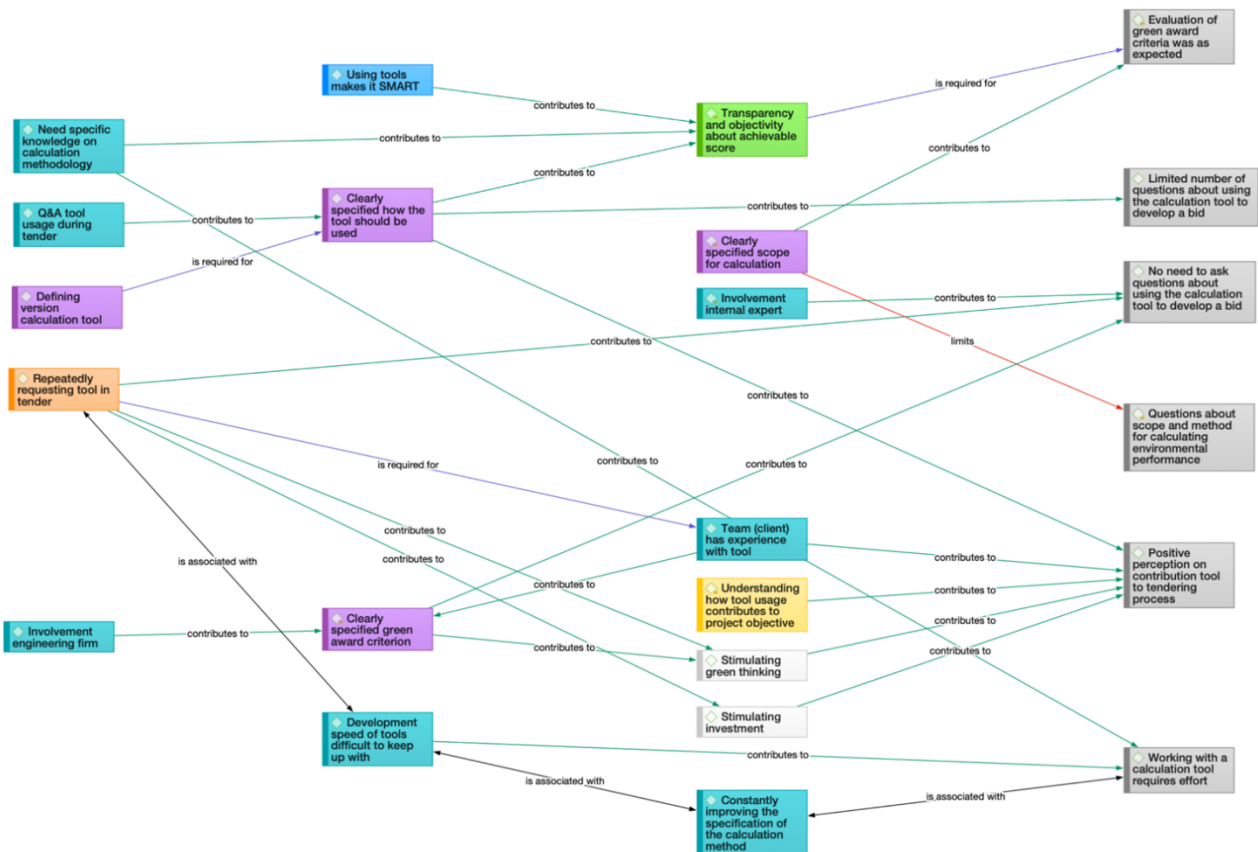 Evaluation of
green award
criteria was as
expected
Using tools
makes it SMART
contributes to
is required for
Transparency
and objectivity
about achievable
score
Need specific
knowledge on
calculation
methodology
contributes to
contributes to
contributes to
Limited number of
questions about using
the calculation tool to
develop a bid
Clearly
specified how the
tool should be
used
Q&A tool
usage during
tender
contributes to
contributes to
Clearly
specified scope
for calculation
is required for
No need to ask
questions about
using the calculation
tool to develop a bid
Defining
version
calculation tool
Involvement
internal expert
contributes to
contributes to
limits
Repeatedly
requesting tool in
tender
contributes to
Questions about
scope and method
for calculating
environmental
performance
is required for
contributes to
contributes to
Team (client)
has experience
with tool
contributes to
contributes to
is associated with
contributes to
Positive
perception on
contribution tool
to tendering
process
contributes to
Understanding
how tool usage
contributes to
project objective
contributes to
Involvement
engineering firm
contributes to
Clearly
specified green
award criterion
contributes to
Stimulating
green thinking
contributes to
Stimulating
investment
Development
speed of tools
difficult to keep
up with
contributes to
Working with a
calculation tool
requires effort
is associated with
is associated with
Constantly
improving the
specification of
the calculation
method